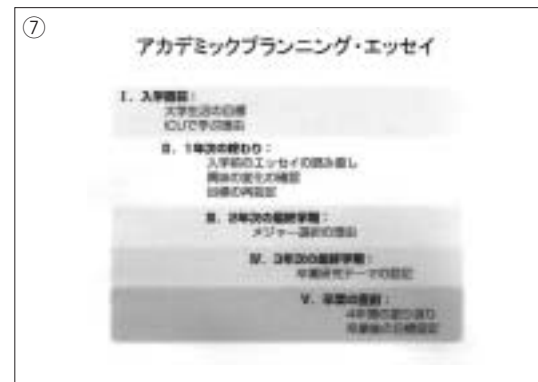 ⑦
アカデミックプランニング・エッセイ
I. 入学直前:
大学生活の目標
ICUで学ぶ理由
II. 1年次の終わり:
入学前のエッセイの読み直し
興味の変化の確認
目標の再設定
III. 2年次の最終学期:
メジャー選択の理由
IV. 3年次の最終学期:
卒業研究テーマの設定
V. 卒業の直前:
4年間の振り返り
卒業後の目標設定